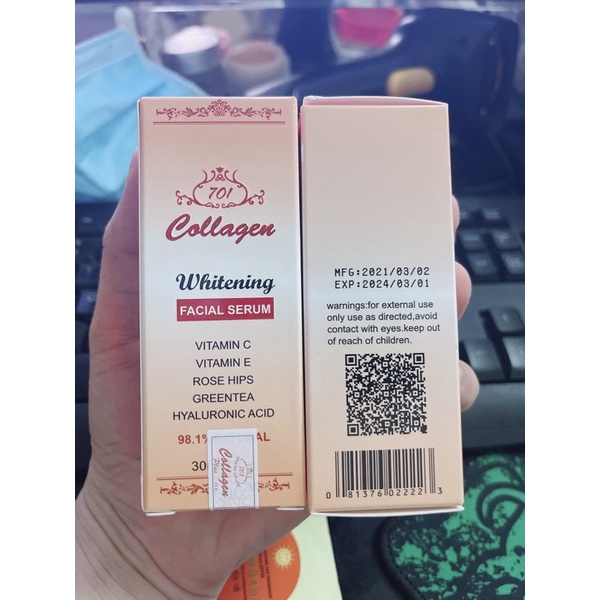 701
Collagen
Whitening
FACIAL SERUM
VITAMIN C
VITAMIN E
ROSE HIPS
GREENTEA
HYALURONIC ACID
98.1%
30
701
Collagen
Plus
MFG:2021/03/02
EXP:2024/03/01
warnings:for external use
only use as directed,avoid
contact with eyes.keep out
of reach of children.
0 81376 02222 3